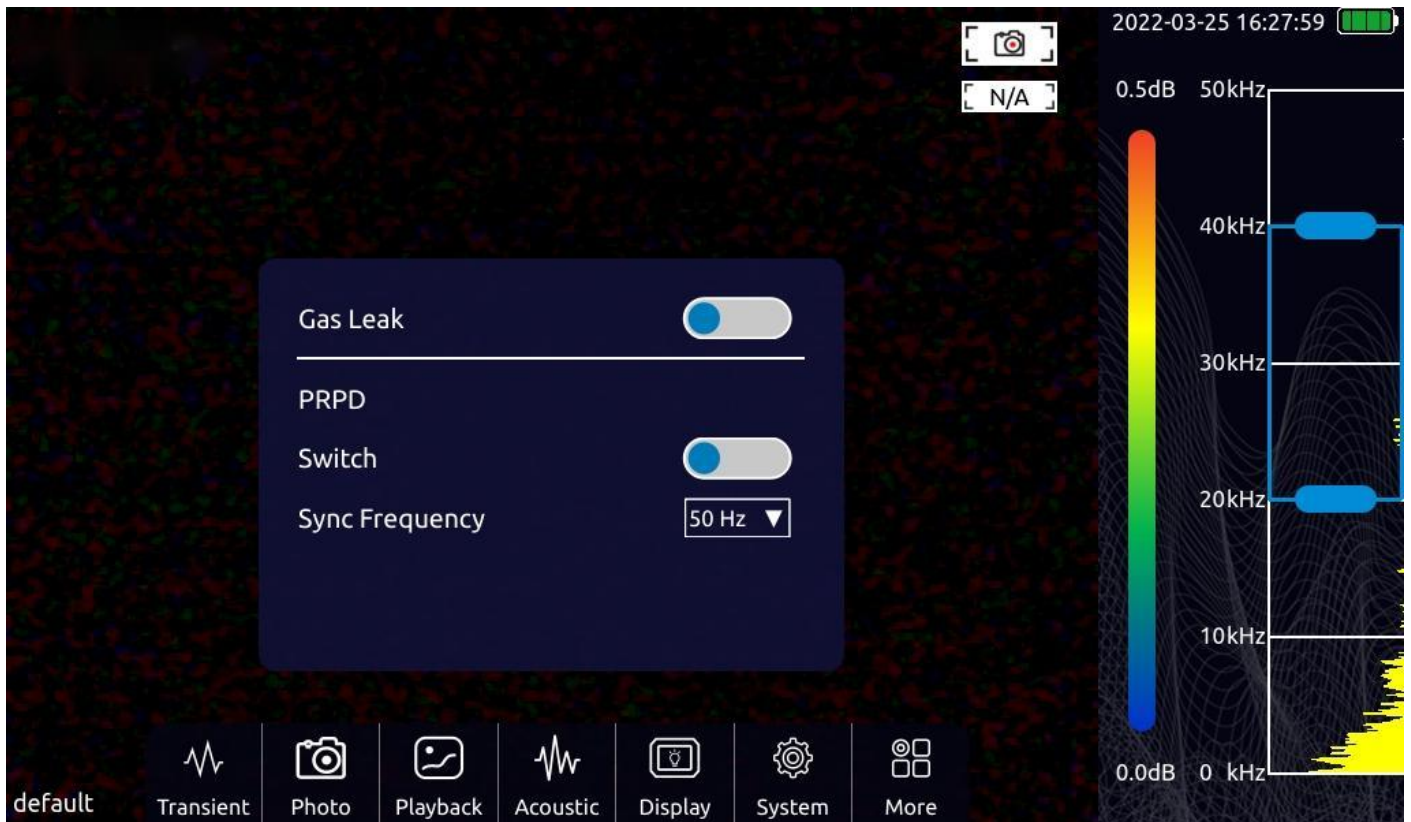 2022-03-25 16:27:59
N/A
0.5dB 50kHz
40kHz
30kHz
20kHz
10kHz
0.0dB 0 kHz
Gas Leak
PRPD
Switch
Sync Frequency 50 Hz ▼
default Transient Photo Playback Acoustic Display System More